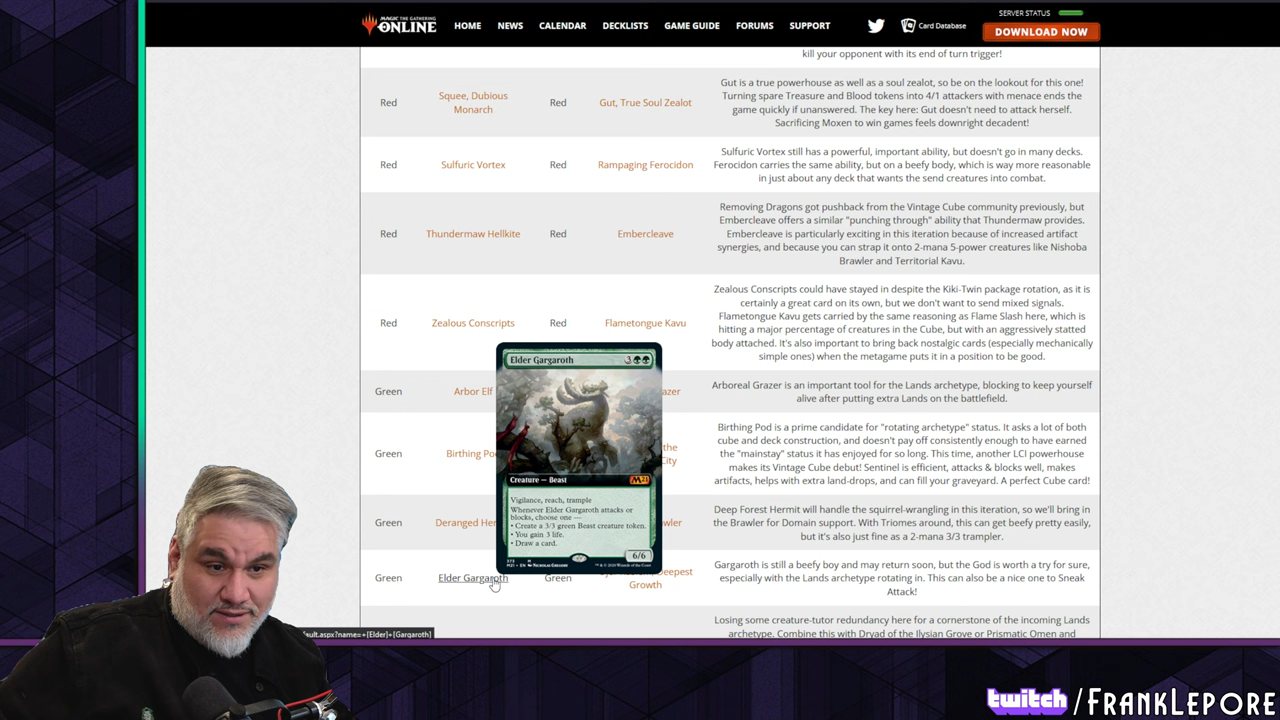 MAGIC THE GATHERING
ONLINE
HOME
NEWS
CALENDAR
DECKLISTS
GAME GUIDE
FORUMS
SUPPORT
Card Database
SERVER STATUS
DOWNLOAD NOW
kill your opponent with its end of turn trigger!
Red
Squee, Dubious
Monarch
Red
Gut, True Soul Zealot
Gut is a true powerhouse as well as a soul zealot, so be on the lookout for this one!
Turning spare Treasure and Blood tokens into 4/1 attackers with menace ends the
game quickly if unanswered. The key here: Gut doesn't need to attack herself.
Sacrificing Moxen to win games feels downright decadent!
Red
Sulfuric Vortex
Red
Rampaging Ferocidon
Sulfuric Vortex still has a powerful, important ability, but doesn't go in many decks.
Ferocidon carries the same ability, but on a beefy body, which is way more reasonable
in just about any deck that wants the send creatures into combat.
Red
Thundermaw Hellkite
Red
Embercleave
Removing Dragons got pushback from the Vintage Cube community previously, but
Embercleave offers a similar "punching through" ability that Thundermaw provides.
Embercleave is particularly exciting in this iteration because of increased artifact
synergies, and because you can strap it onto 2-mana 5-power creatures like Nishoba
Brawler and Territorial Kavu.
Red
Zealous Conscripts
Red
Flametongue Kavu
Zealous Conscripts could have stayed in despite the Kiki-Twin package rotation, as it is
certainly a great card on its own, but we don't want to send mixed signals.
Flametongue Kavu gets carried by the same reasoning as Flame Slash here, which is
hitting a major percentage of creatures in the Cube, but with an aggressively statted
body attached. It's also important to bring back nostalgic cards (especially mechanically
simple ones) when the metagame puts it in a position to be good.
Green
Arbor Elf
azer
Arboreal Grazer is an important tool for the Lands archetype, blocking to keep yourself
alive after putting extra Lands on the battlefield.
Green
Birthing Po
the
City
Birthing Pod is a prime candidate for "rotating archetype" status. It asks a lot of both
cube and deck construction, and doesn't pay off consistently enough to have earned
the "mainstay" status it has enjoyed for so long. This time, another LCI powerhouse
makes its Vintage Cube debut! Sentinel is efficient, attacks & blocks well, makes
artifacts, helps with extra land-drops, and can fill your graveyard. A perfect Cube card!
Green
Deranged Her
wler
Deep Forest Hermit will handle the squirrel-wrangling in this iteration, so we'll bring
in the Brawler for Domain support. With Triomes around, this can get beefy pretty easily,
but it's also just fine as a 2-mana 3/3 trampler.
Green
Elder Gargaroth
Green
Deepest
Growth
Gargaroth is still a beefy boy and may return soon, but the God is worth a try for sure,
especially with the Lands archetype rotating in. This can also be a nice one to Sneak
Attack!
Losing some creature-tutor redundancy here for a cornerstone of the incoming Lands
archetype. Combine this with Dryad of the Ilysian Grove or Prismatic Omen and
Elder Gargaroth
3
Creature — Beast
M21
Vigilance, reach, trample
Whenever Elder Gargaroth attacks or
blocks, choose one —
• Create a 3/3 green Beast creature token.
• You gain 3 life.
• Draw a card.
6/6
default.aspx?name=+[Elder]+[Gargaroth]
twitch/FRANKLEPORE